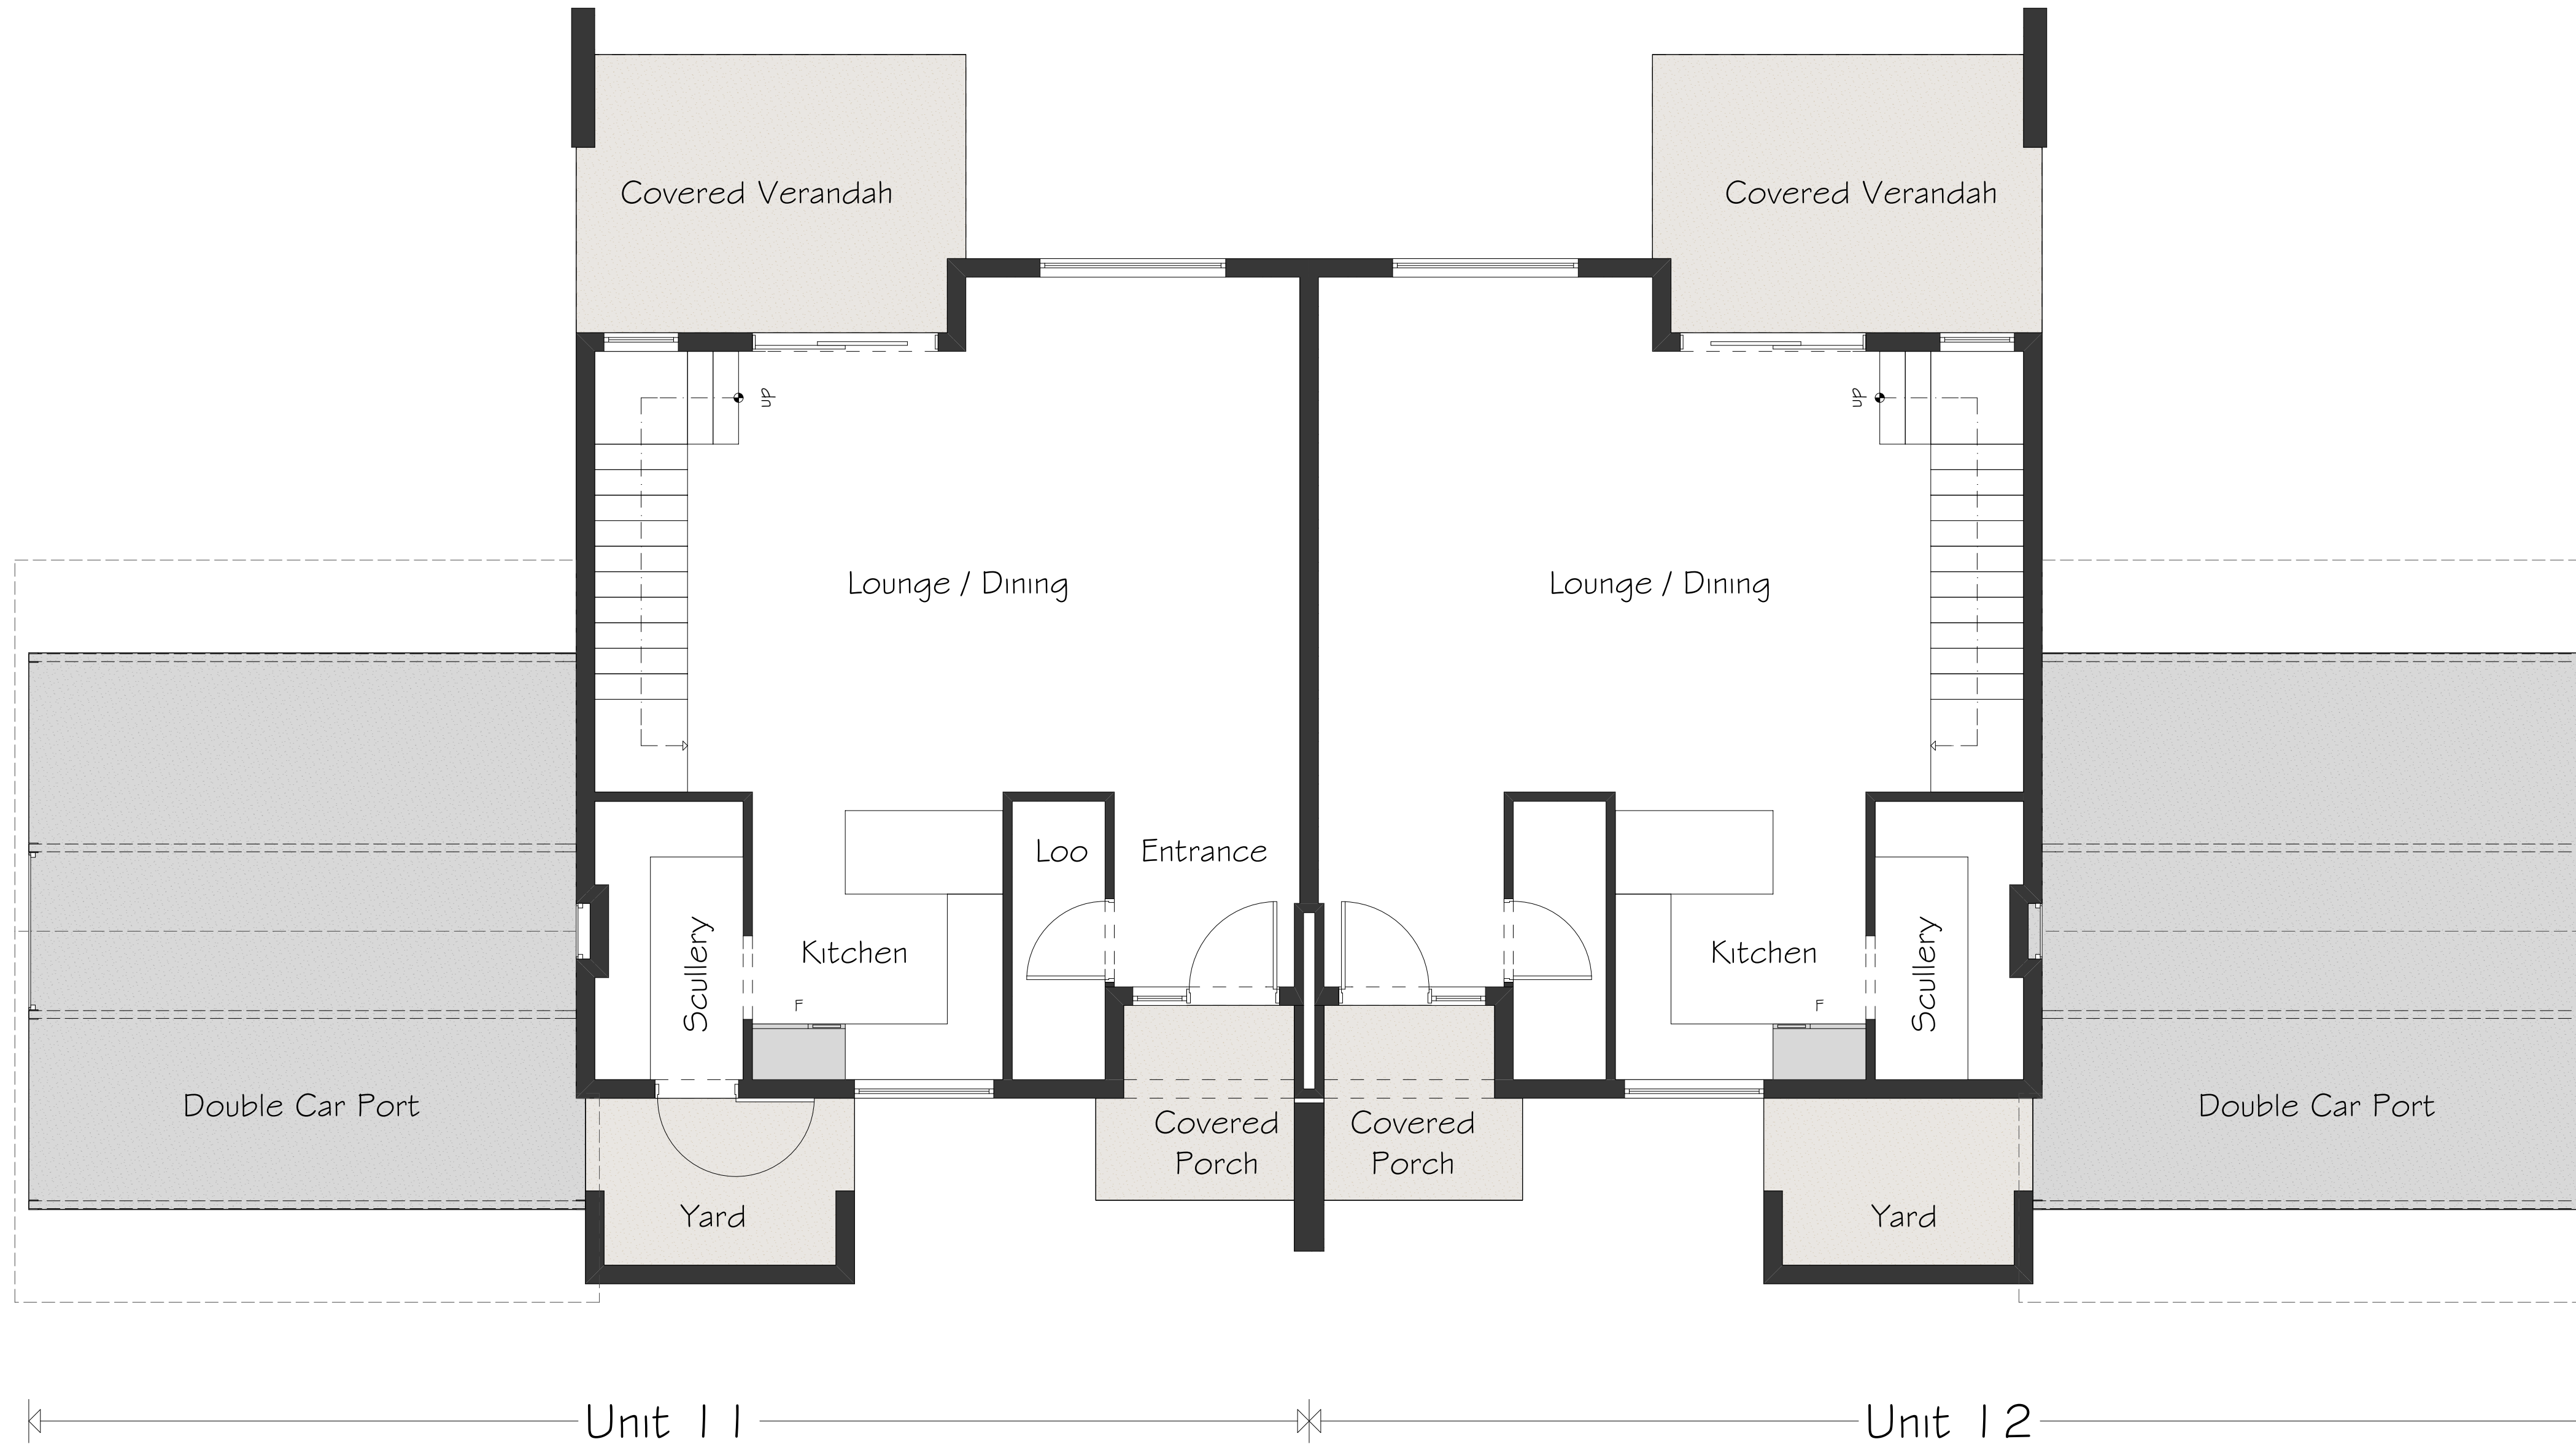 Covered Verandah
Covered Verandah
up
up
Lounge / Dining
Lounge / Dining
Loo
Entrance
Kitchen
Kitchen
Scullery
Scullery
F
F
Double Car Port
Double Car Port
Covered
Porch
Covered
Porch
Yard
Yard
Unit 11
Unit 12